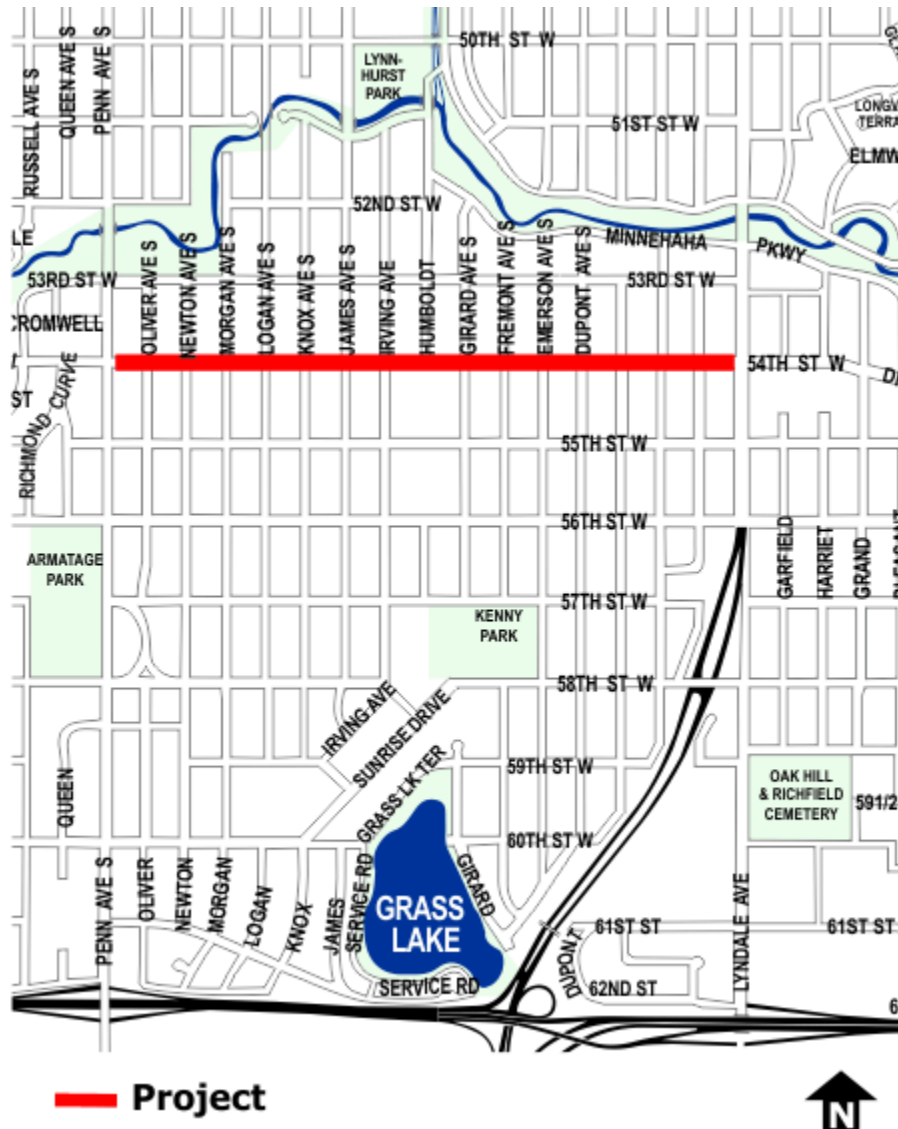 50TH ST W
LYNN-
HURST
PARK
RUSSELL AVE S
QUEEN AVE S
PENN AVE S
51ST ST W
LONGV
TERRA
ELMW
52ND ST W
MINNEHAHA
PKWY
LE
53RD ST W
OLIVER AVE S
NEWTON AVE S
MORGAN AVE S
LOGAN AVE S
KNOX AVE S
JAMES AVE S
IRVING AVE
HUMBOLDT
GIRARD AVE S
FREMONT AVE S
EMERSON AVE S
DUPONT AVE S
53RD ST W
CROMWELL
54TH ST W
ST
RICHMOND CURVE
55TH ST W
56TH ST W
ARMATAGE
PARK
GARFIELD
HARRIET
GRAND
PLEASANT
57TH ST W
KENNY
PARK
58TH ST W
IRVING AVE
SUNRISE DRIVE
GRASS LK TER
59TH ST W
QUEEN
OAK HILL
& RICHFIELD
CEMETERY
591/2
60TH ST W
PENN AVE S
OLIVER
NEWTON
MORGAN
LOGAN
KNOX
JAMES
SERVICE RD
GIRARD
GRASS
LAKE
DUPONT
61ST ST
LYNDALE AVE
61ST ST
SERVICE RD
62ND ST
6
Project
N